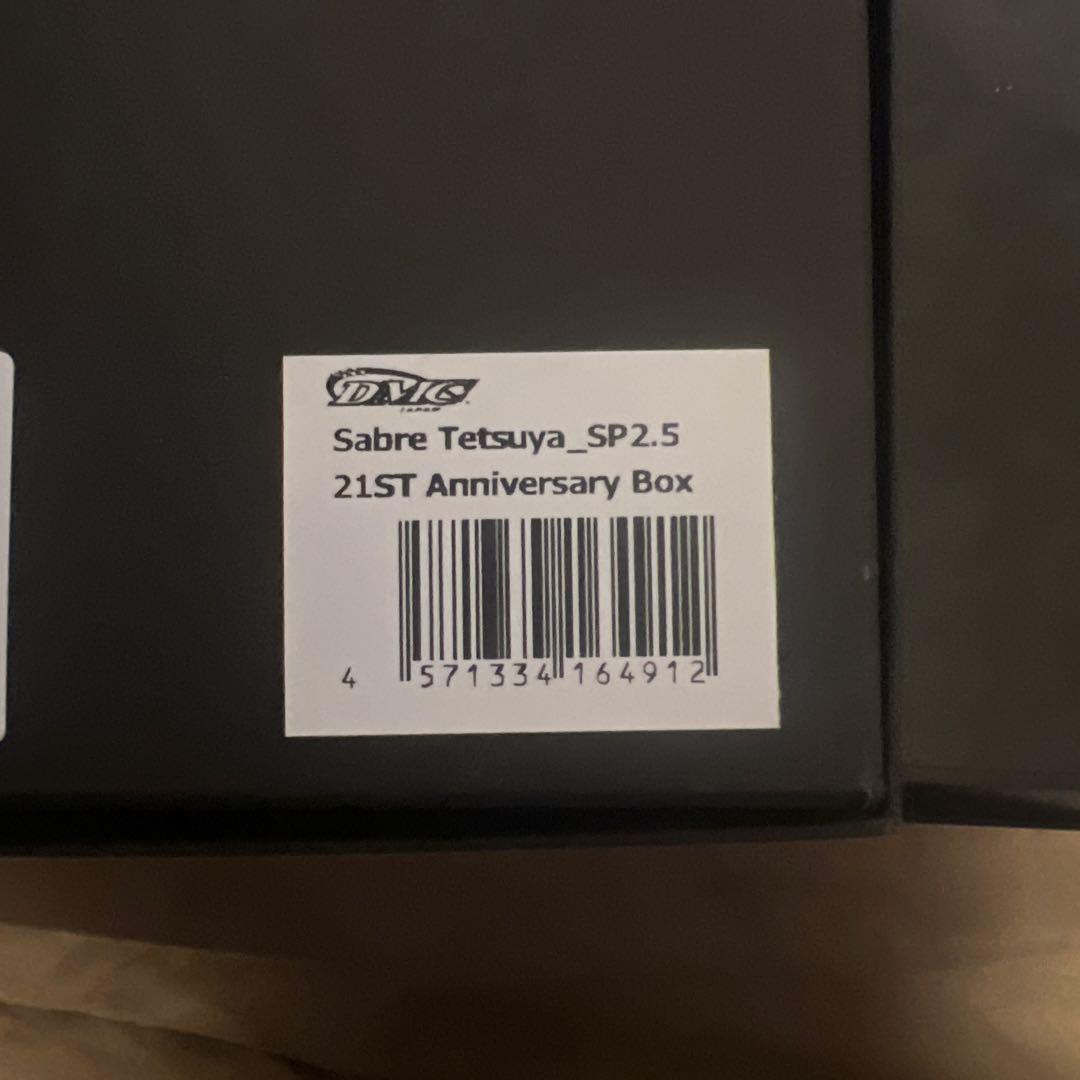 DMC
JAPAN
Sabre Tetsuya_SP2.5
21ST Anniversary Box
4 571334 164912